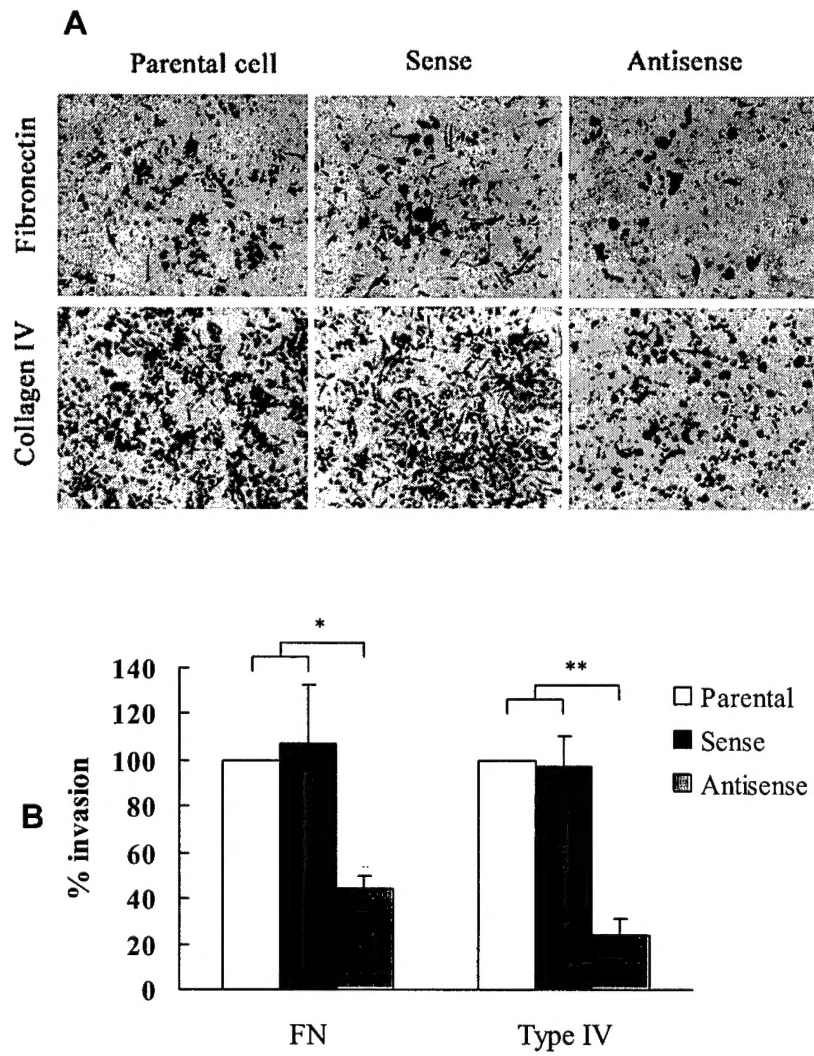 A
Parental cell
Sense
Antisense
Fibronectin
Collagen IV
B
% invasion
140
120
100
80
60
40
20
0
*
**
Parental
Sense
Antisense
FN
Type IV